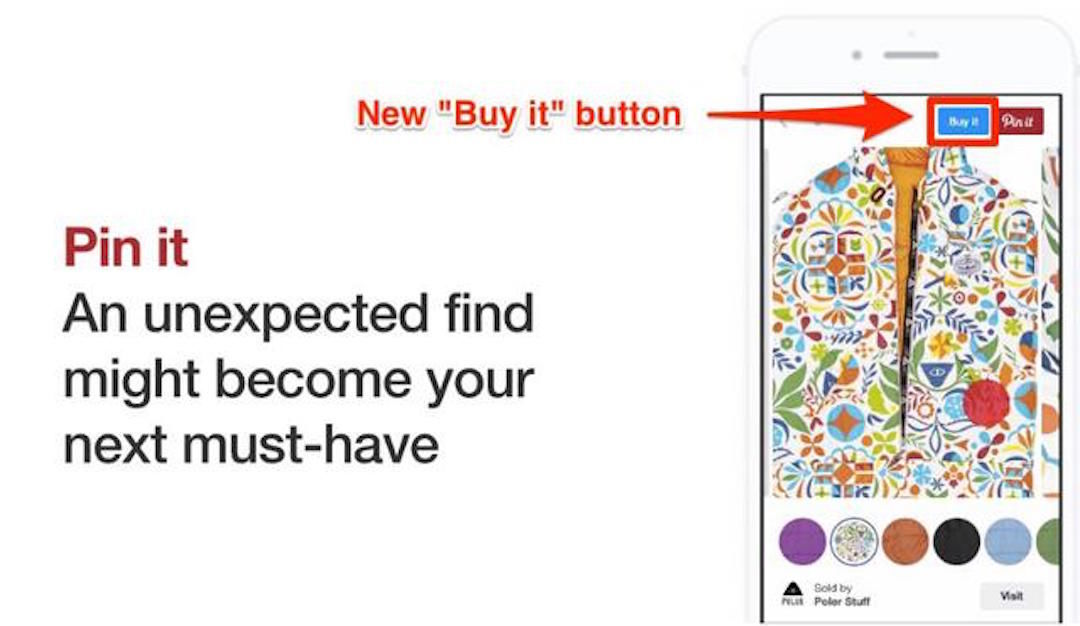 New "Buy it" button
Buy it
Pin it
Pin it
An unexpected find
might become your
next must-have
Sold by
Poler Stuff
Visit
POLER